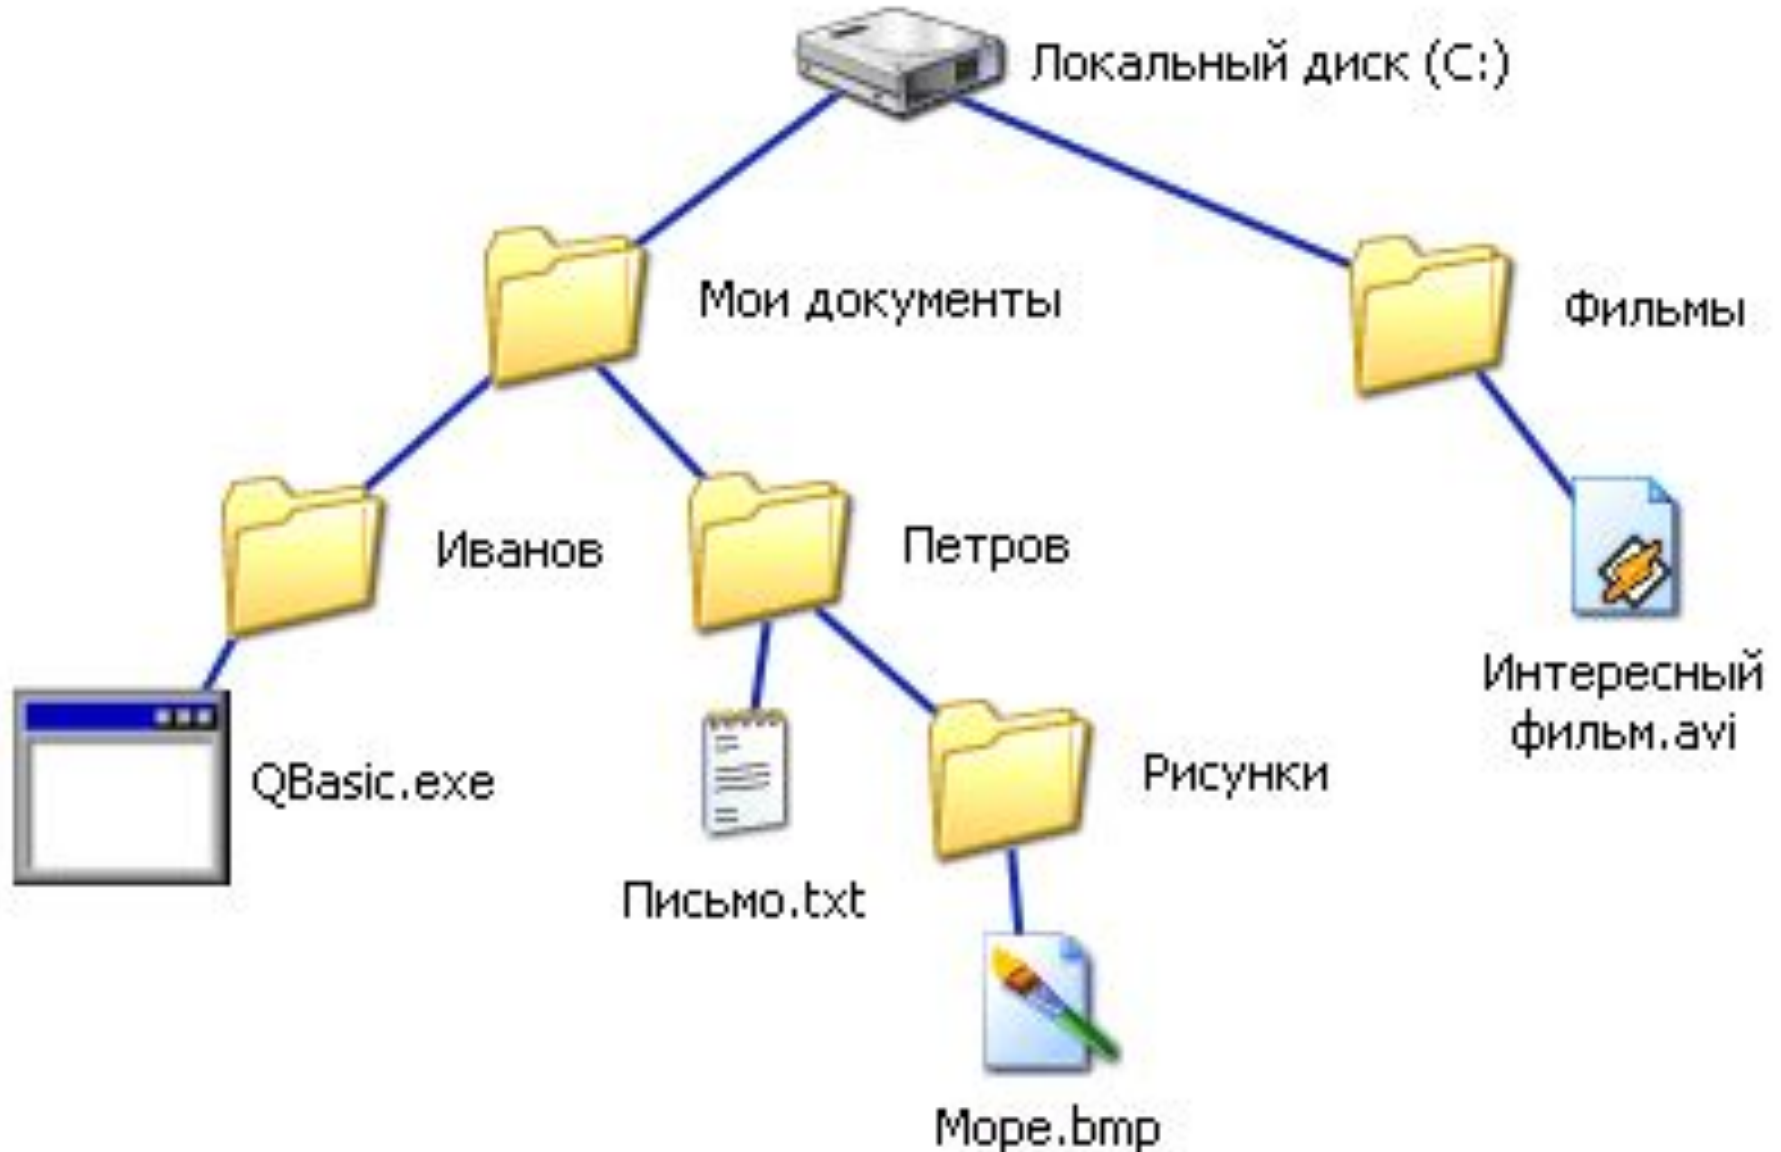 Локальный диск (C:)
Мои документы
Фильмы
Иванов
Петров
Интересный
фильм.avi
QBasic.exe
Рисунки
Письмо.txt
Море.bmp